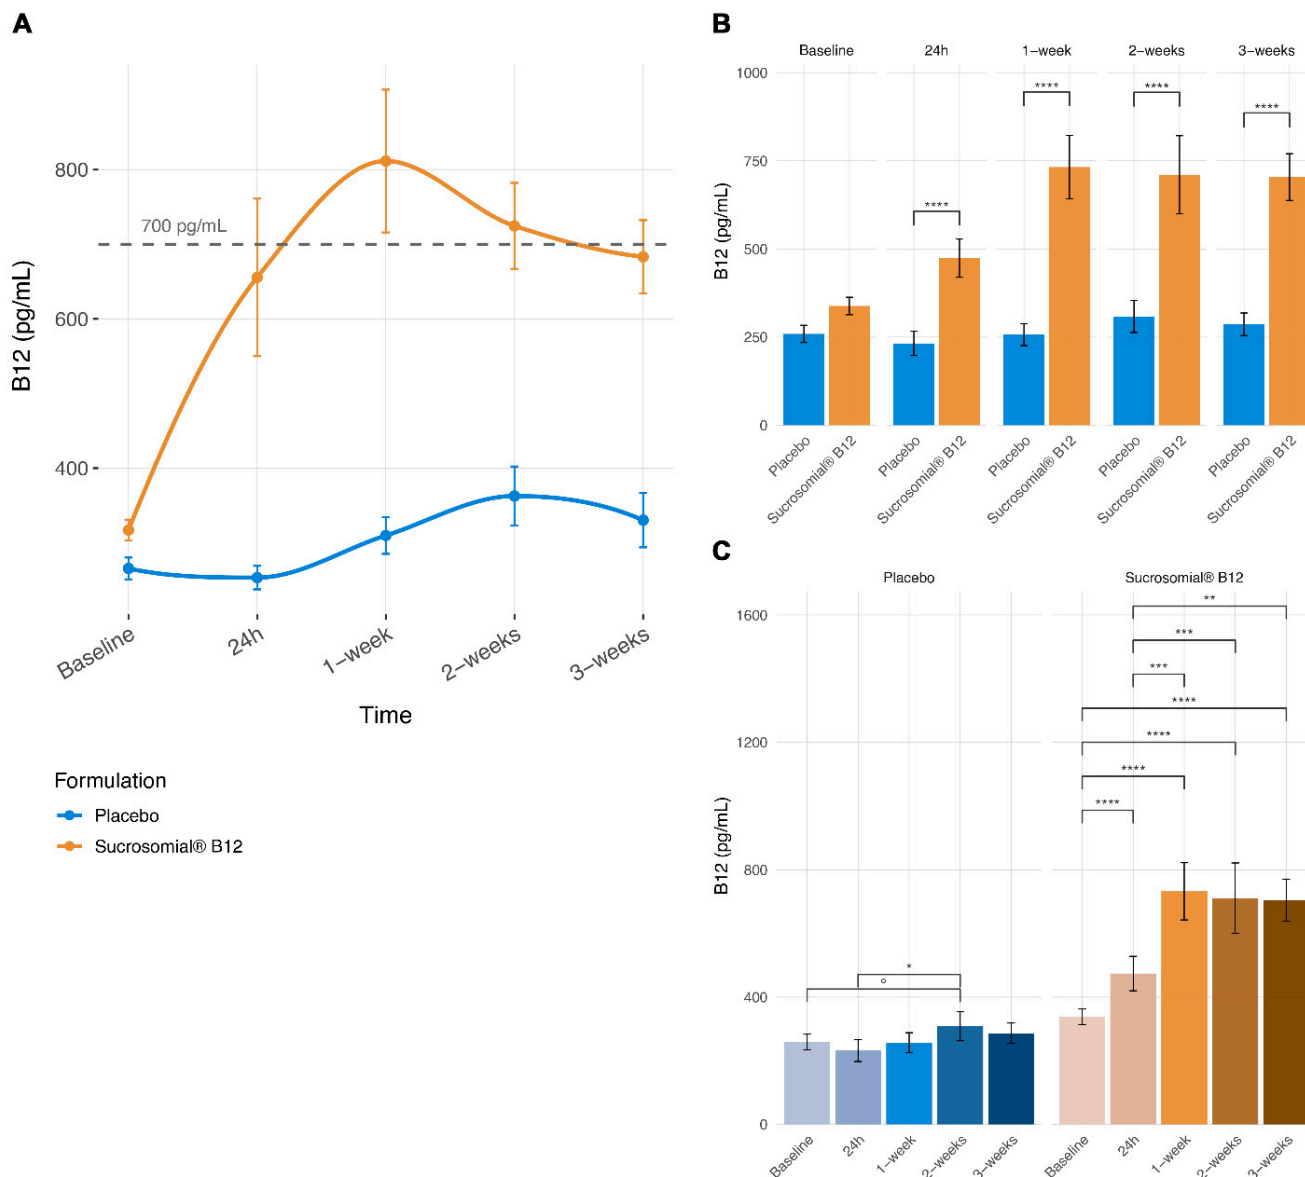 A
800
600
400
B12 (pg/mL)
700 pg/mL
Baseline
24h
1-week
2-weeks
3-weeks
Time
Formulation
Placebo
Sucrosomial® B12
B
Baseline
24h
1-week
2-weeks
3-weeks
1000
750
500
250
0
B12 (pg/mL)
****
****
****
****
Placebo
Sucrosomial® B12
Placebo
Sucrosomial® B12
Placebo
Sucrosomial® B12
Placebo
Sucrosomial® B12
Placebo
Sucrosomial® B12
C
Placebo
Sucrosomial® B12
1600
1200
800
400
0
B12 (pg/mL)
*
°
**
***
***
****
****
****
****
Baseline
24h
1-week
2-weeks
3-weeks
Baseline
24h
1-week
2-weeks
3-weeks